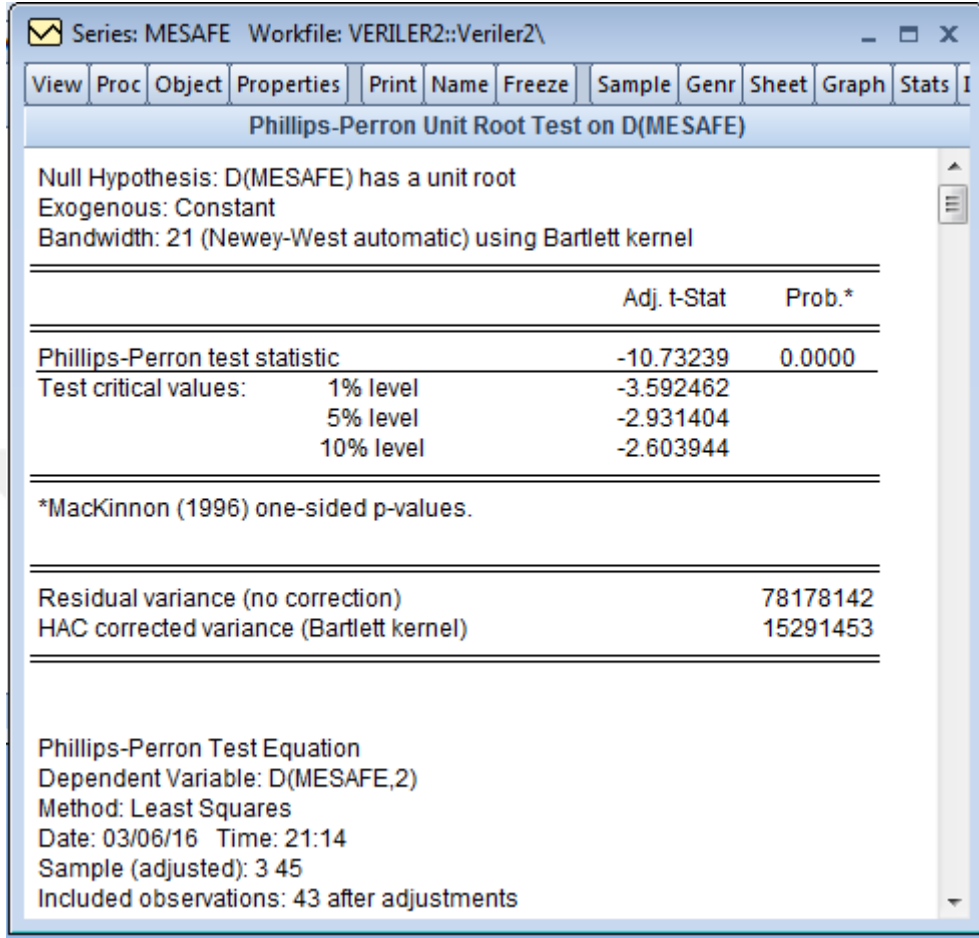 Series: MESAFE Workfile: VERILER2::Veriler2\
View Proc Object Properties Print Name Freeze Sample Genr Sheet Graph Stats
Phillips-Perron Unit Root Test on D(MESAFE)
Null Hypothesis: D(MESAFE) has a unit root
Exogenous: Constant
Bandwidth: 21 (Newey-West automatic) using Bartlett kernel
Adj. t-Stat Prob.*
Phillips-Perron test statistic -10.73239 0.0000
Test critical values: 1% level -3.592462
5% level -2.931404
10% level -2.603944
*MacKinnon (1996) one-sided p-values.
Residual variance (no correction) 78178142
HAC corrected variance (Bartlett kernel) 15291453
Phillips-Perron Test Equation
Dependent Variable: D(MESAFE,2)
Method: Least Squares
Date: 03/06/16 Time: 21:14
Sample (adjusted): 3 45
Included observations: 43 after adjustments